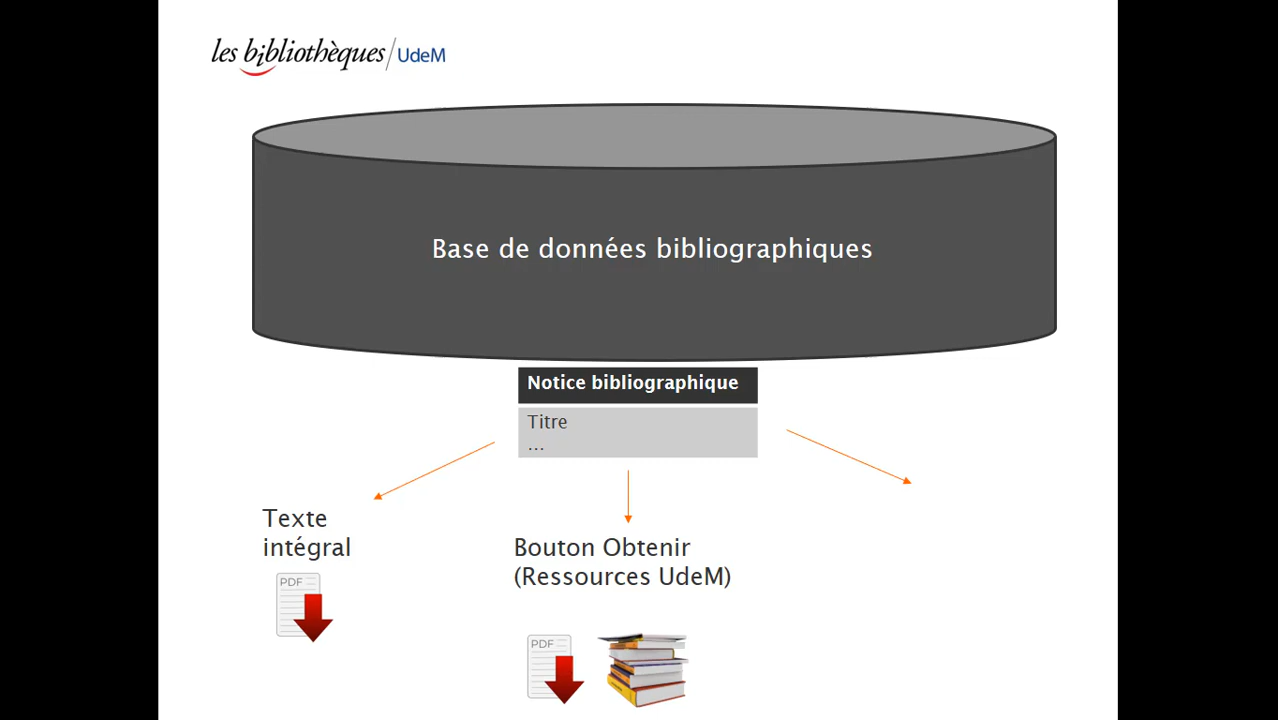 les bibliothèques/UdeM
Base de données bibliographiques
Notice bibliographique
Titre
...
Texte
intégral
PDF
Bouton Obtenir
(Ressources UdeM)
PDF